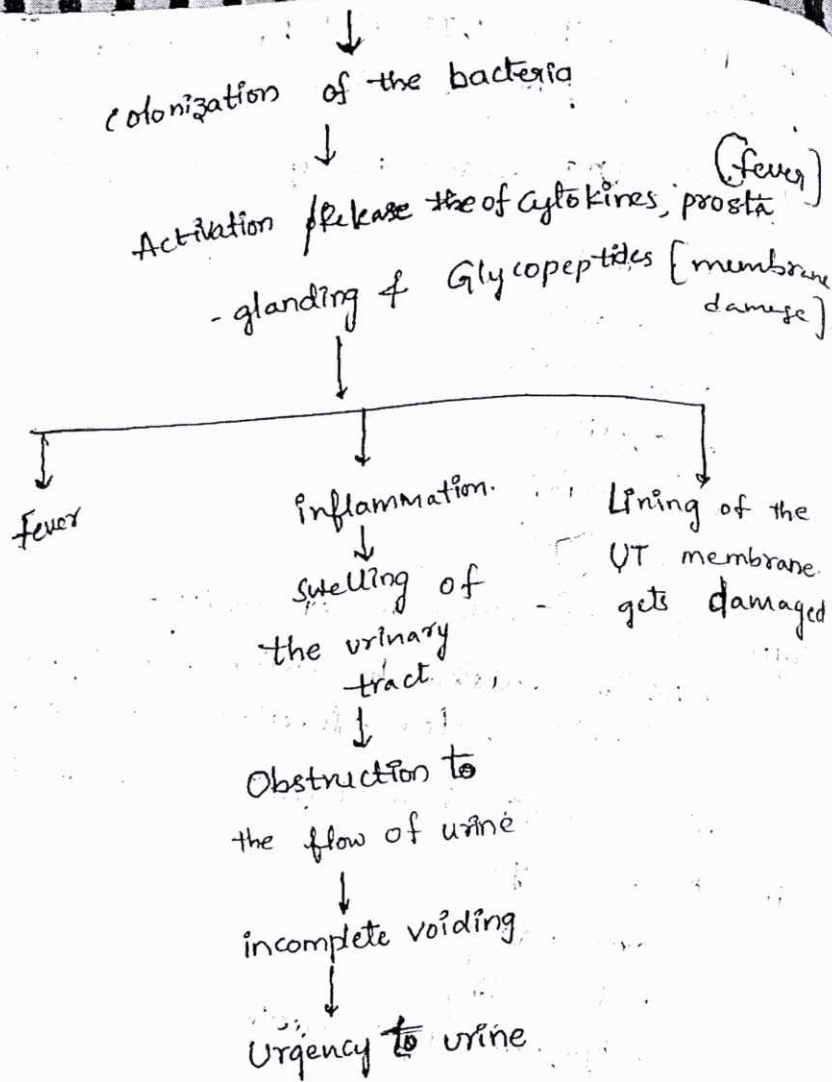 colonization of the bacteria
(fever]
Activation / Release the of cytokines, prosta
- glanding & Glycopeptides [membrane
damage]
fever
inflammation.
Swelling of
the urinary
tract.
Obstruction to
the flow of urine
incomplete voiding
Urgency to urine
Lining of the
UT membrane.
gets damaged